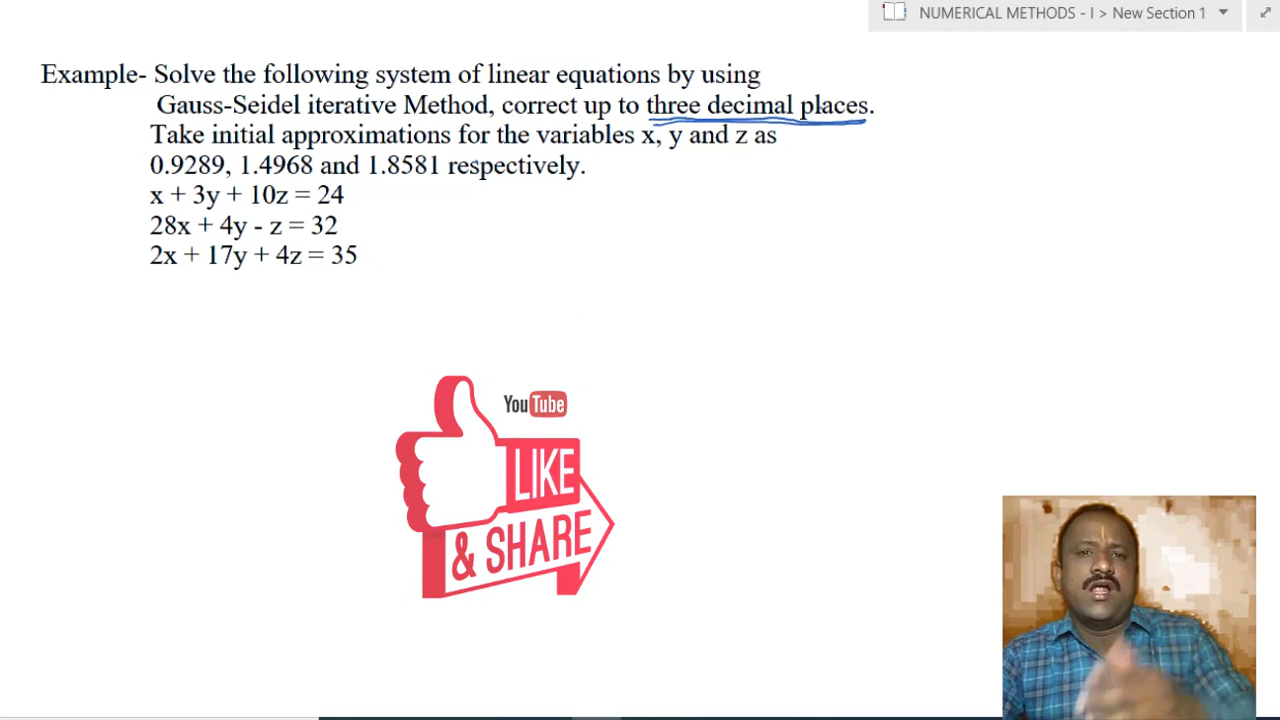 NUMERICAL METHODS - I > New Section 1
Example- Solve the following system of linear equations by using
Gauss-Seidel iterative Method, correct up to three decimal places.
Take initial approximations for the variables x, y and z as
0.9289, 1.4968 and 1.8581 respectively.
x + 3y + 10z = 24
28x + 4y - z = 32
2x + 17y + 4z = 35
YouTube
LIKE
& SHARE